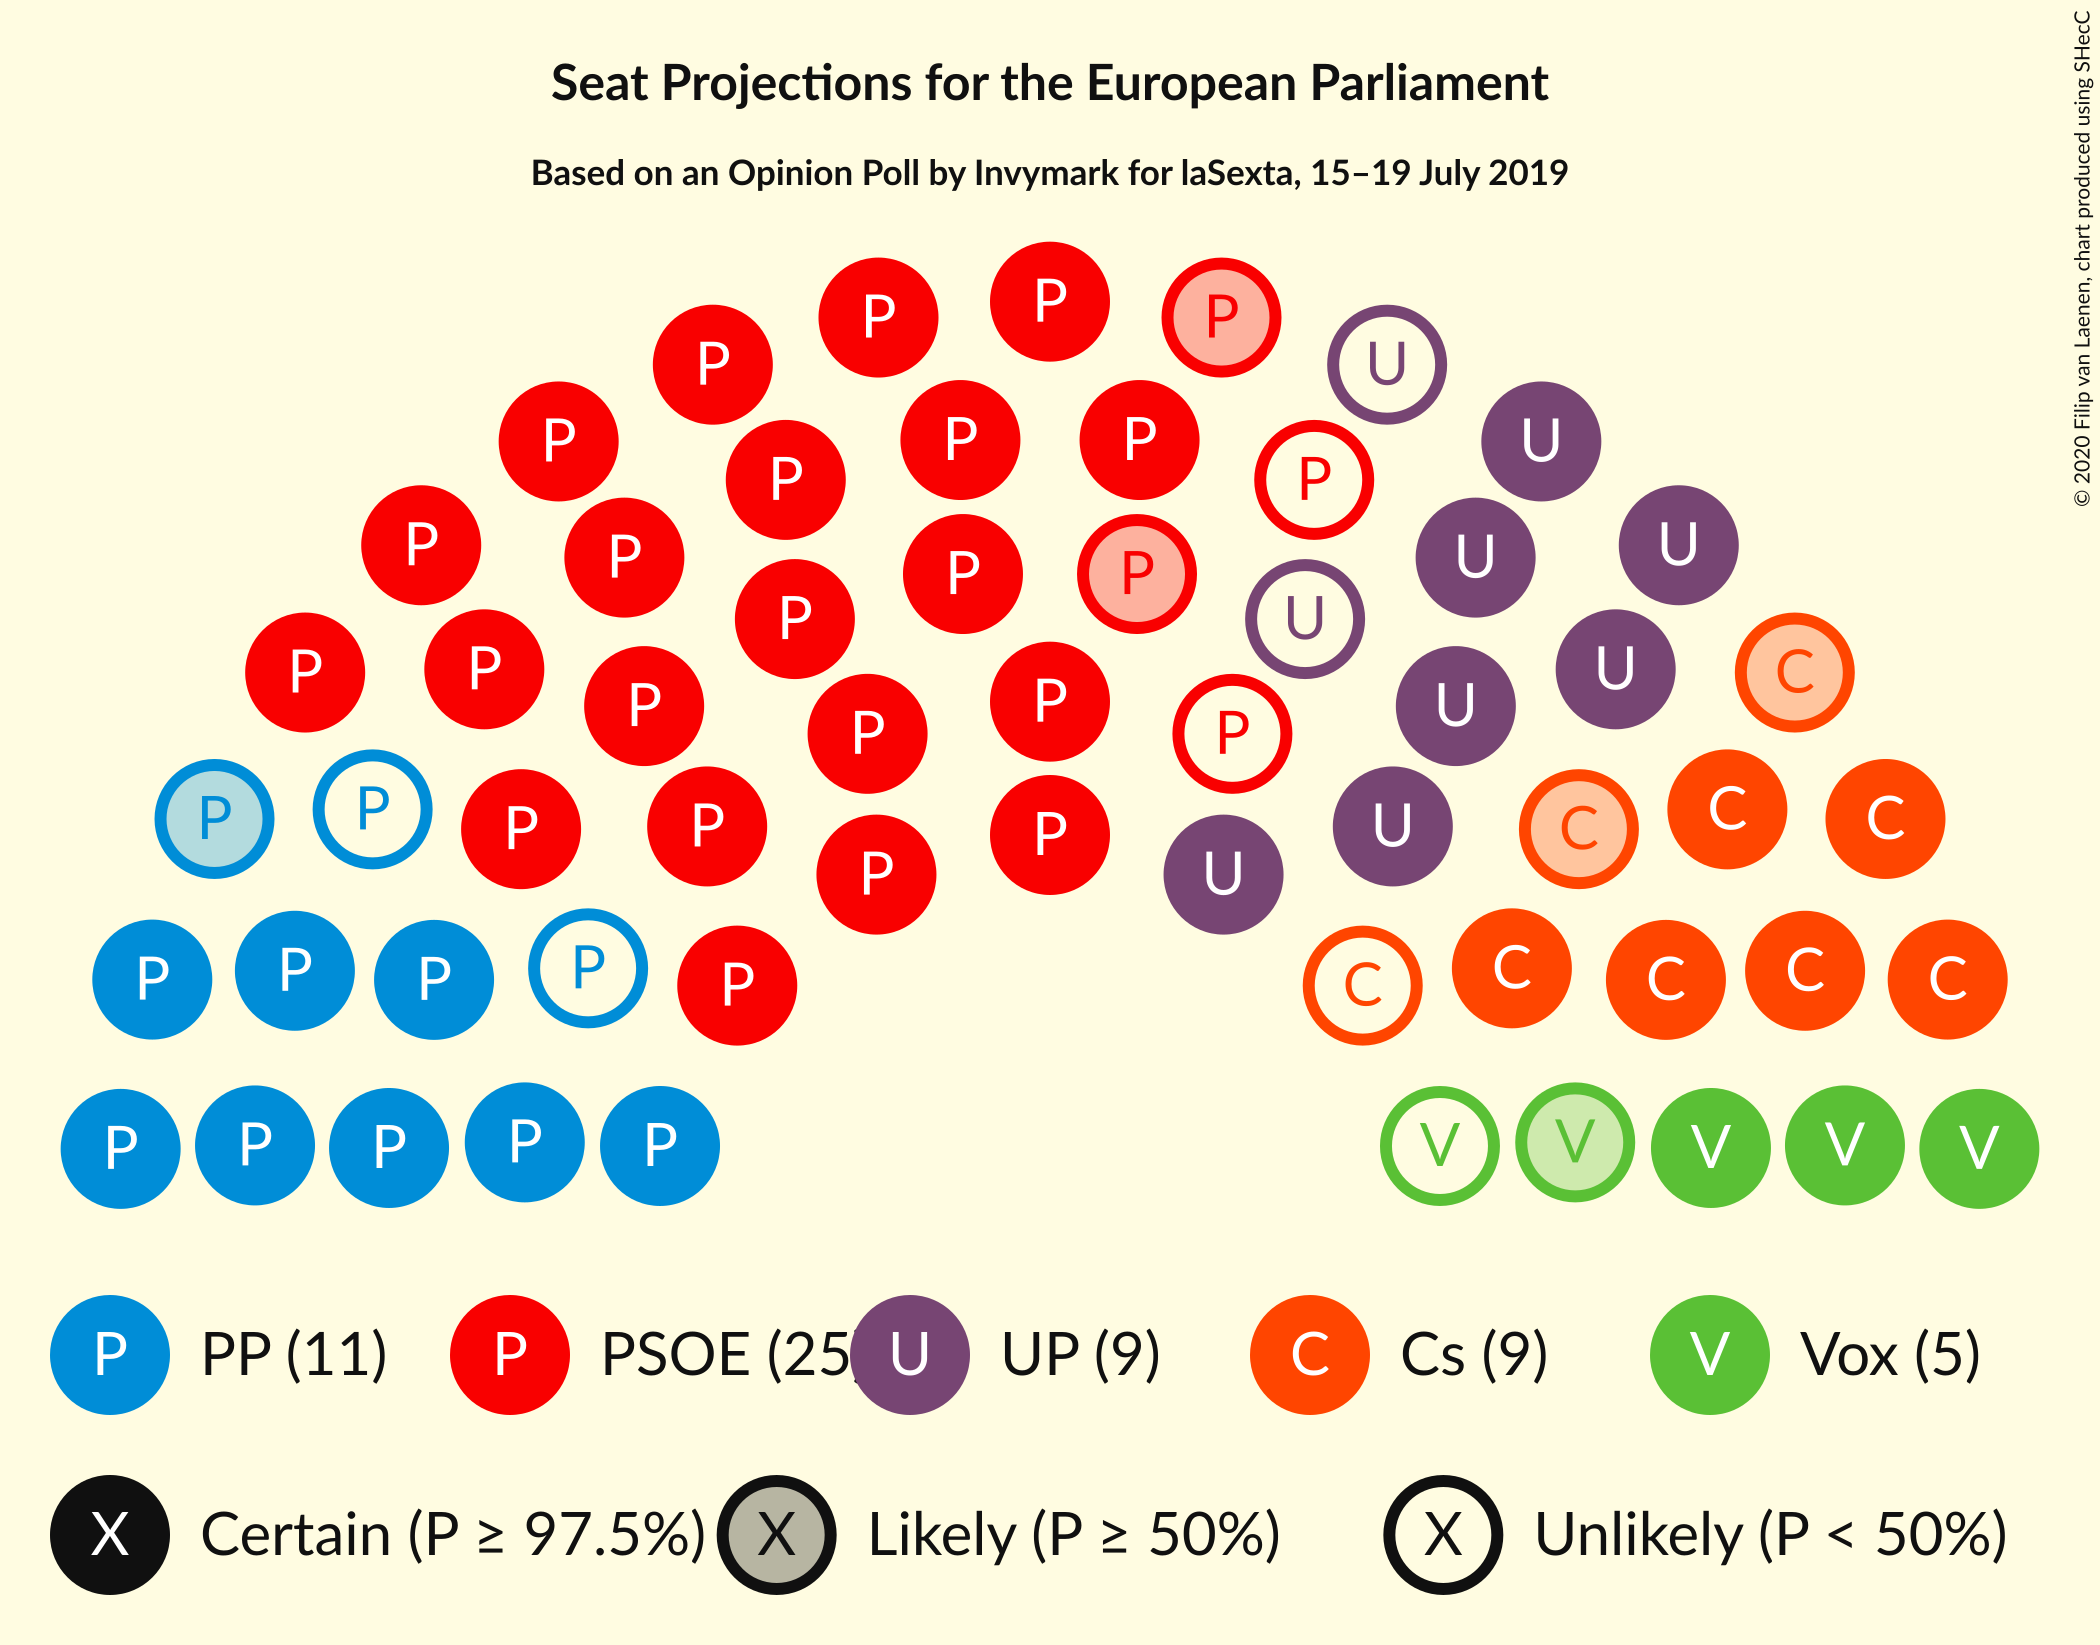 Seat Projections for the European Parliament
Based on an Opinion Poll by Invymark for laSexta, 15–19 July 2019
© 2020 Filip van Laenen, chart produced using SHecC
P
P P
P U
P P P
P U
P P
P P
P U U
P P P U
P U
P P
P P
P P U C
P P P U C
P P P U C C C
P P P U
P P P P P C C C C C
P P P P P V V V V V
P PP (11) P PSOE (25) U UP (9) C Cs (9) V Vox (5)
X Certain (P ≥ 97.5%) X Likely (P ≥ 50%) X Unlikely (P < 50%)